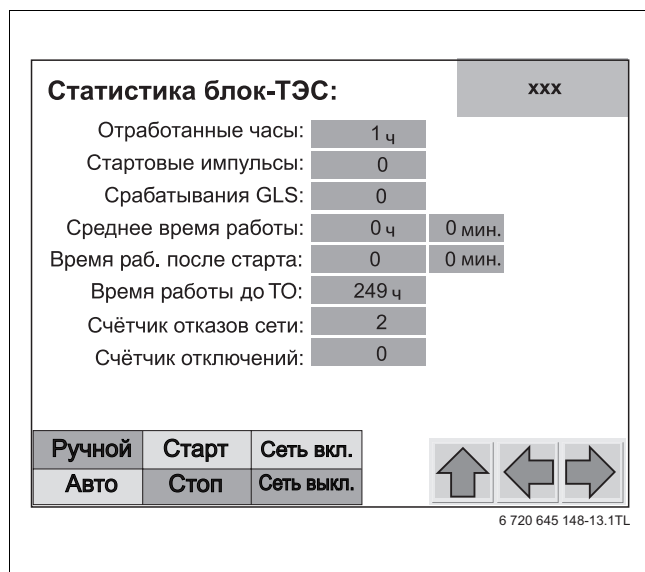 Статистика блок-ТЭС: xxx
Отработанные часы: 1 ч
Стартовые импульсы: 0
Срабатывания GLS: 0
Среднее время работы: 0 ч 0 мин.
Время раб. после старта: 0 0 мин.
Время работы до ТО: 249 ч
Счётчик отказов сети: 2
Счётчик отключений: 0
Ручной Старт Сеть вкл.
Авто Стоп Сеть выкл.
6 720 645 148-13.1TL